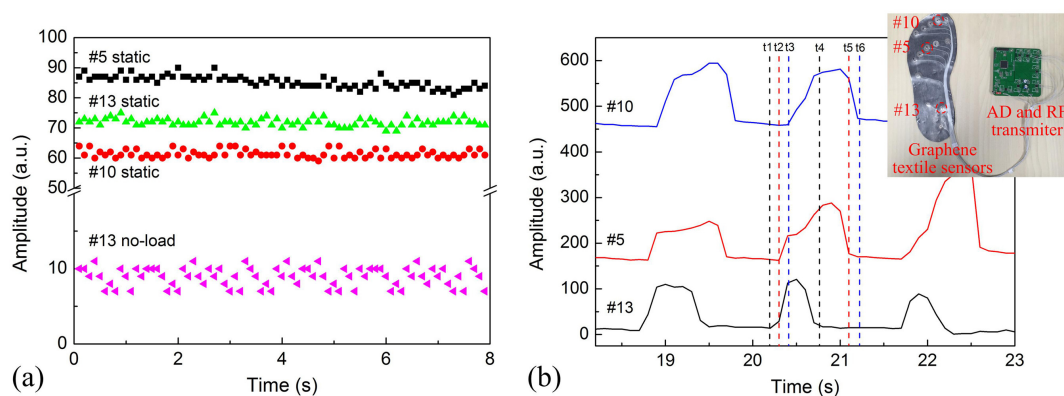 100
90
80
70
60
50
10
0
Amplitude (a.u.)
#5 static
#13 static
#10 static
#13 no-load
0
2
4
6
8
Time (s)
(a)
600
450
300
200
100
0
Amplitude (a.u.)
#10
#5
#13
t1 t2 t3 t4 t5 t6
19
20
21
22
23
Time (s)
(b)
#10
#5
#13
AD and RF
transmiter
Graphene
textile sensors